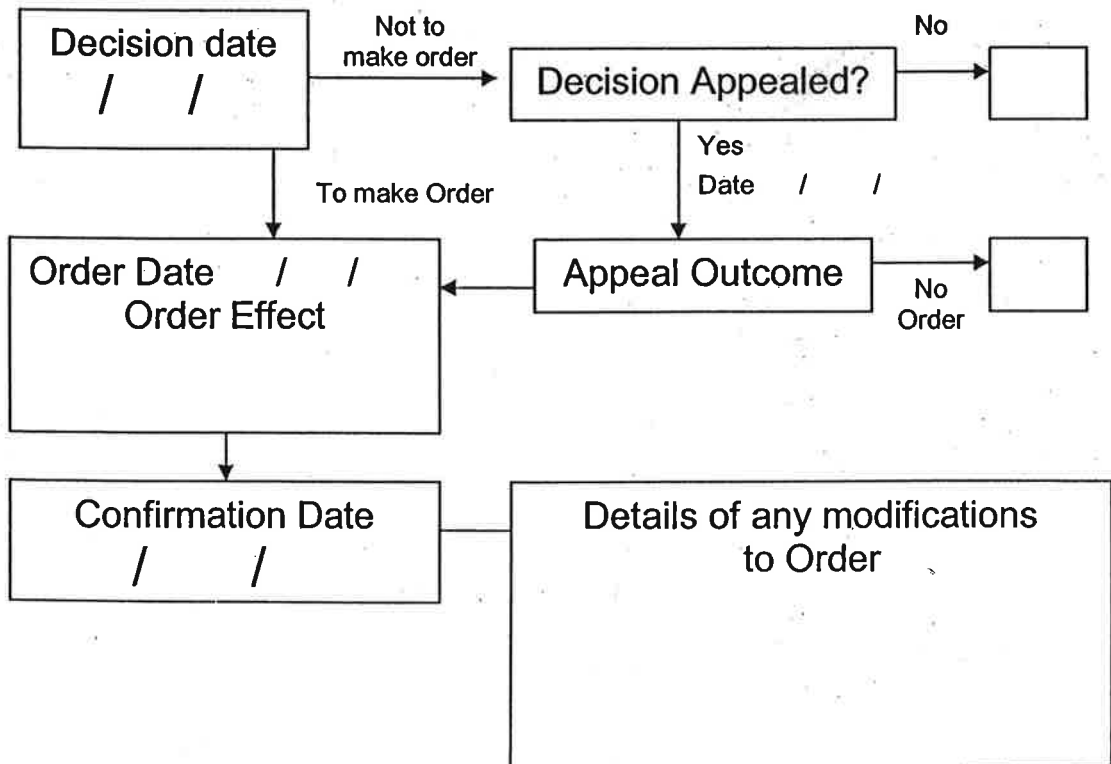 Decision date
/ /
Not to
make order
Decision Appealed?
No
Yes
Date / /
To make Order
Order Date / /
Order Effect
Appeal Outcome
No
Order
Confirmation Date
/ /
Details of any modifications
to Order